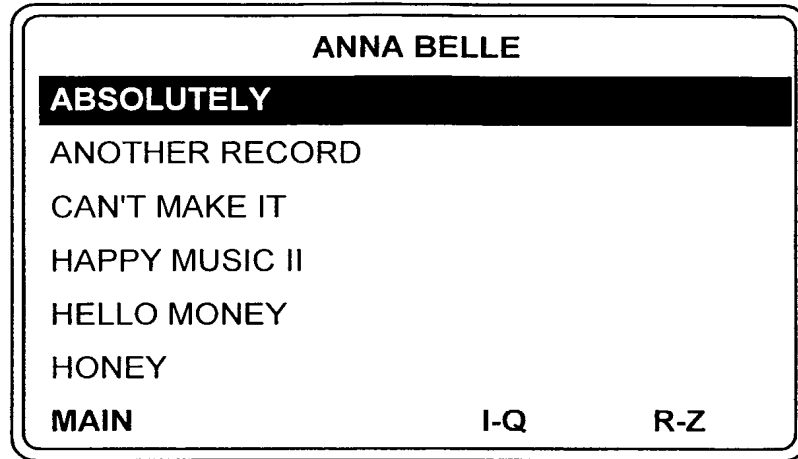 ANNA BELLE
ABSOLUTELY
ANOTHER RECORD
CAN'T MAKE IT
HAPPY MUSIC II
HELLO MONEY
HONEY
MAIN I-Q R-Z